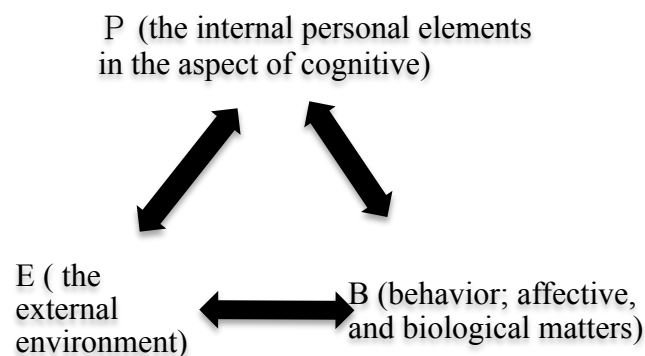 P (the internal personal elements
in the aspect of cognitive)
E ( the
external
environment)
B (behavior; affective,
and biological matters)